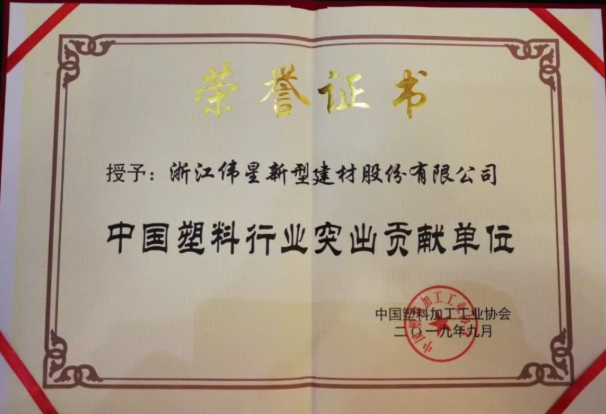 荣誉证书
授予：浙江伟星新型建材股份有限公司
中国塑料行业突出贡献单位
中国塑料加工工业协会
二〇一九年九月